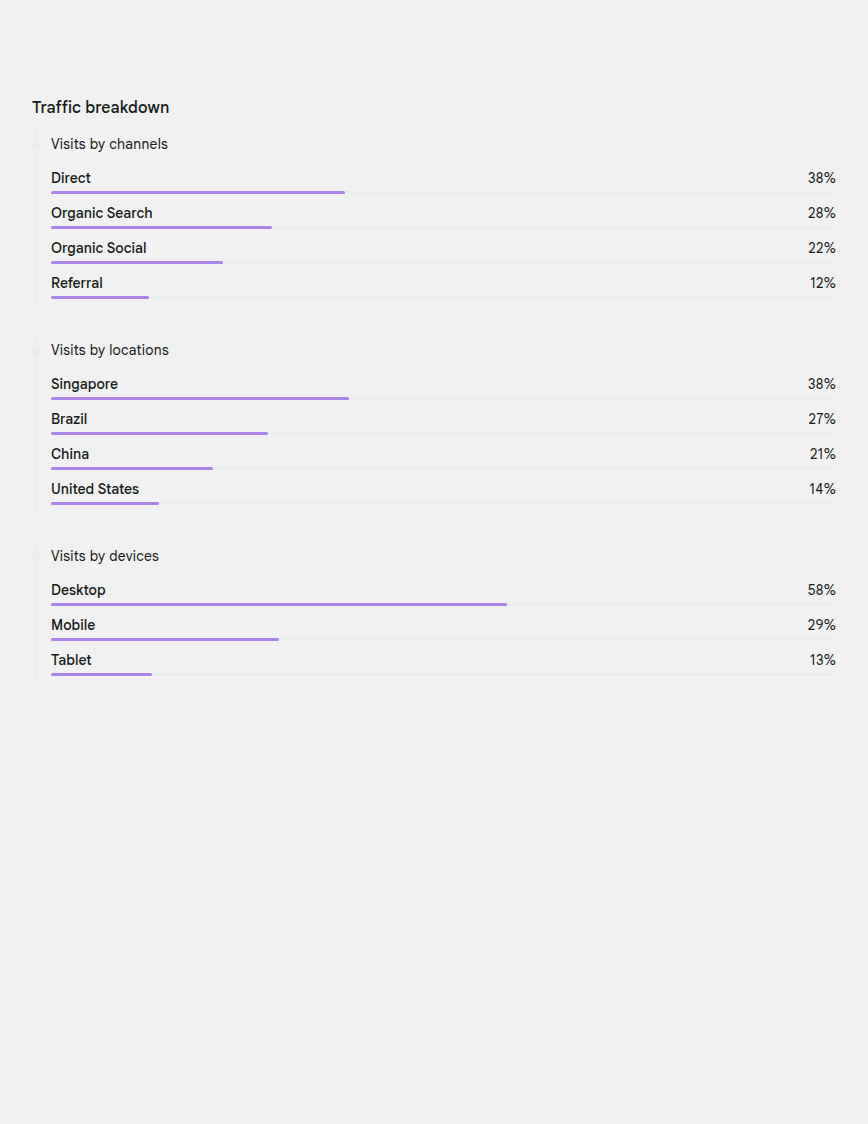 Traffic breakdown
Visits by channels
Direct 38%
Organic Search 28%
Organic Social 22%
Referral 12%
Visits by locations
Singapore 38%
Brazil 27%
China 21%
United States 14%
Visits by devices
Desktop 58%
Mobile 29%
Tablet 13%